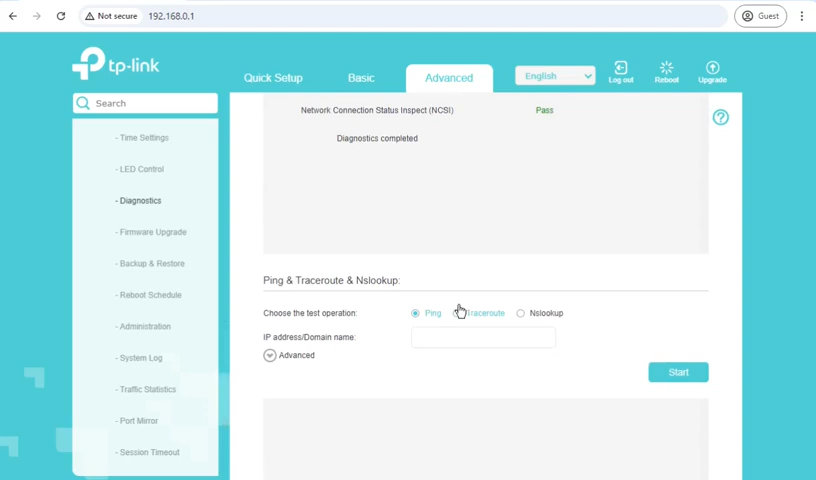 Not secure 192.168.0.1 Guest
tp-link
Quick Setup Basic Advanced English Log out Reboot Upgrade
Search
- Time Settings
- LED Control
- Diagnostics
- Firmware Upgrade
- Backup & Restore
- Reboot Schedule
- Administration
- System Log
- Traffic Statistics
- Port Mirror
- Session Timeout
Network Connection Status Inspect (NCSI) Pass
Diagnostics completed
?
Ping & Traceroute & Nslookup:
Choose the test operation: Ping Traceroute Nslookup
IP address/Domain name:
Advanced
Start